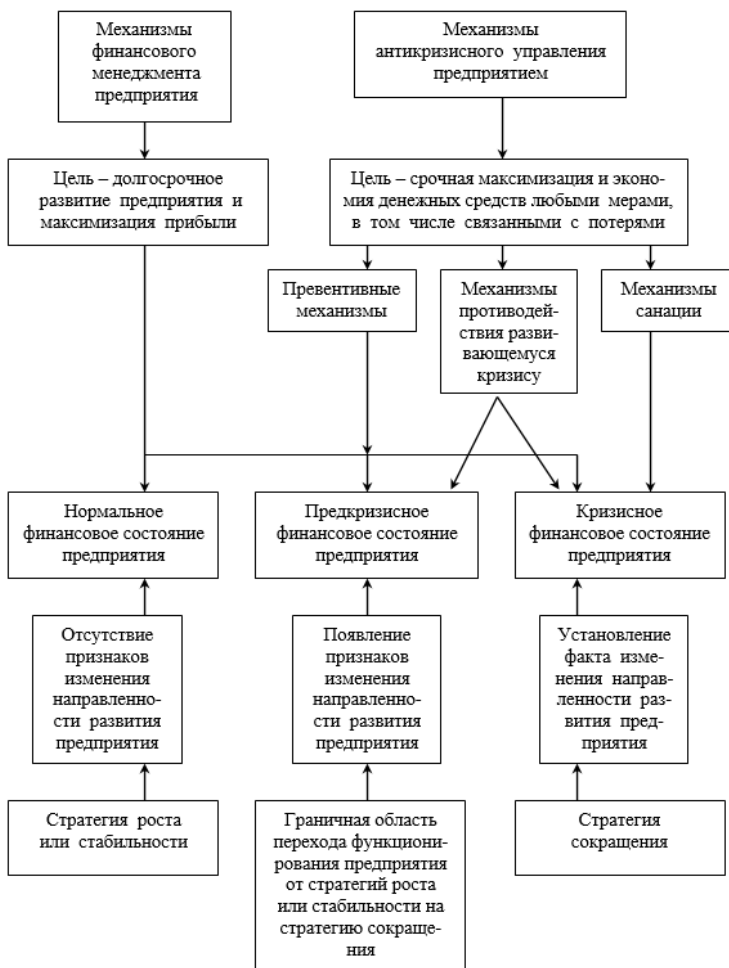 Механизмы
финансового
менеджмента
предприятия
Механизмы
антикризисного управления
предприятием
Цель – долгосрочное
развитие предприятия и
максимизация прибыли
Цель – срочная максимизация и эконо-
мия денежных средств любыми мерами,
в том числе связанными с потерями
Превентивные
механизмы
Механизмы
противодей-
ствия разви-
вающемуся
кризису
Механизмы
санации
Нормальное
финансовое состояние
предприятия
Предкризисное
финансовое состояние
предприятия
Кризисное
финансовое состояние
предприятия
Отсутствие
признаков
изменения
направленно-
сти развития
предприятия
Появление
признаков
изменения
направленно-
сти развития
предприятия
Установление
факта изме-
нения направ-
ленности раз-
вития пред-
приятия
Стратегия роста
или стабильности
Граничная область
перехода функциони-
рования предприятия
от стратегий роста
или стабильности на
стратегию сокраще-
ния
Стратегия
сокращения